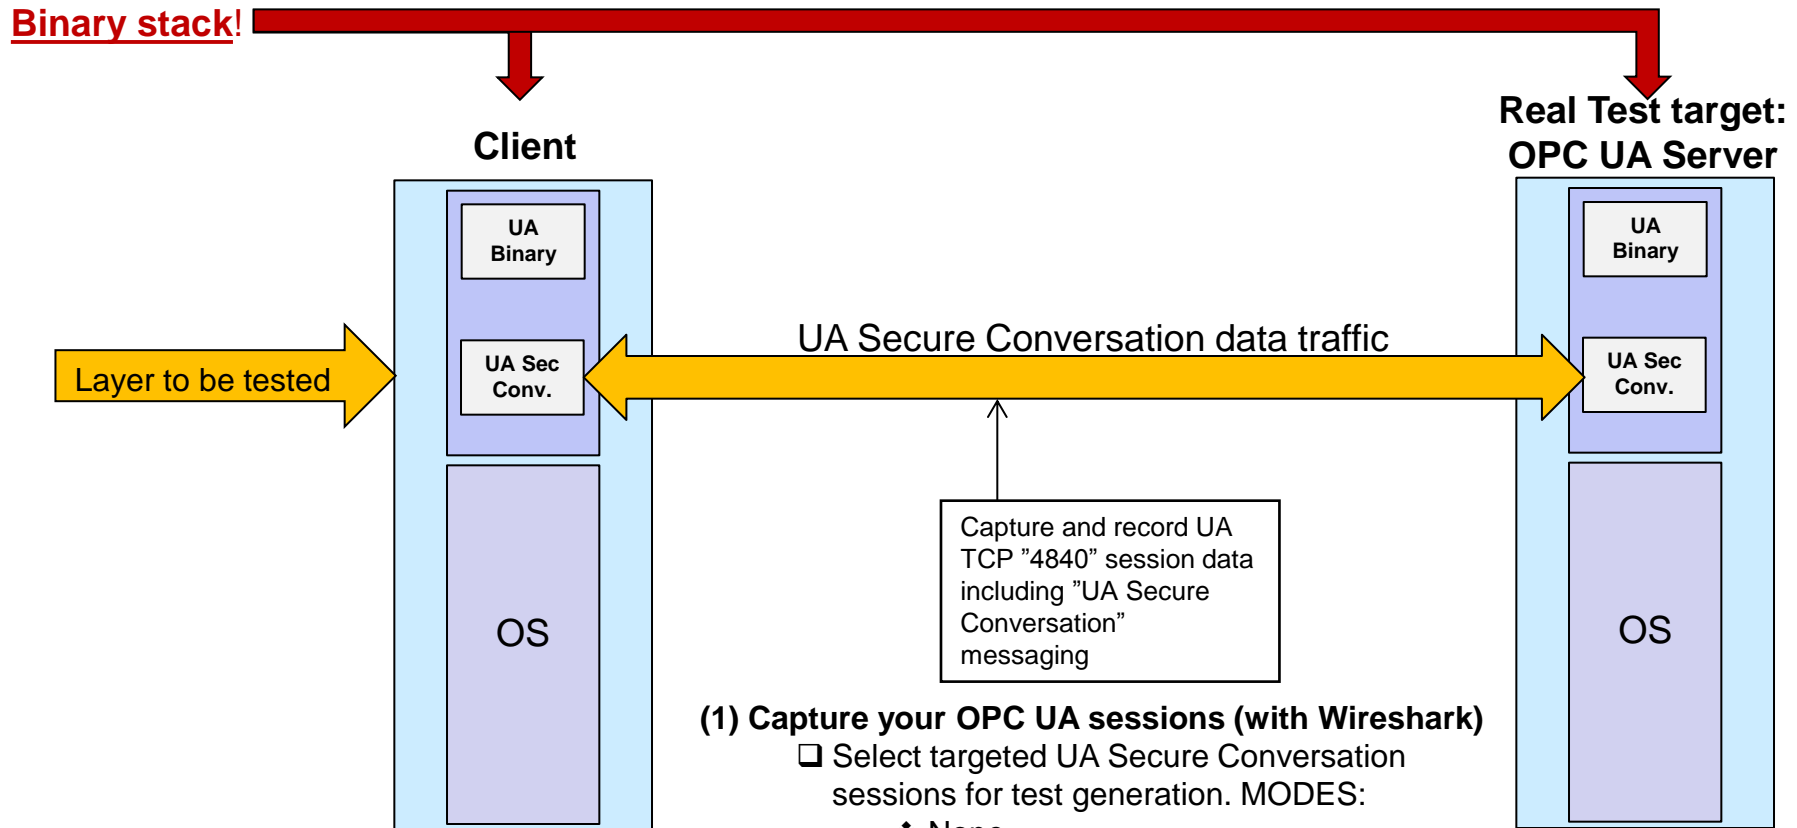 Binary stack!
Client
Real Test target:
OPC UA Server
UA
Binary
UA
Binary
UA Secure Conversation data traffic
Layer to be tested
UA Sec
Conv.
UA Sec
Conv.
Capture and record UA
TCP ”4840” session data
including ”UA Secure
Conversation”
messaging
OS
OS
(1) Capture your OPC UA sessions (with Wireshark)
❑ Select targeted UA Secure Conversation
sessions for test generation. MODES: